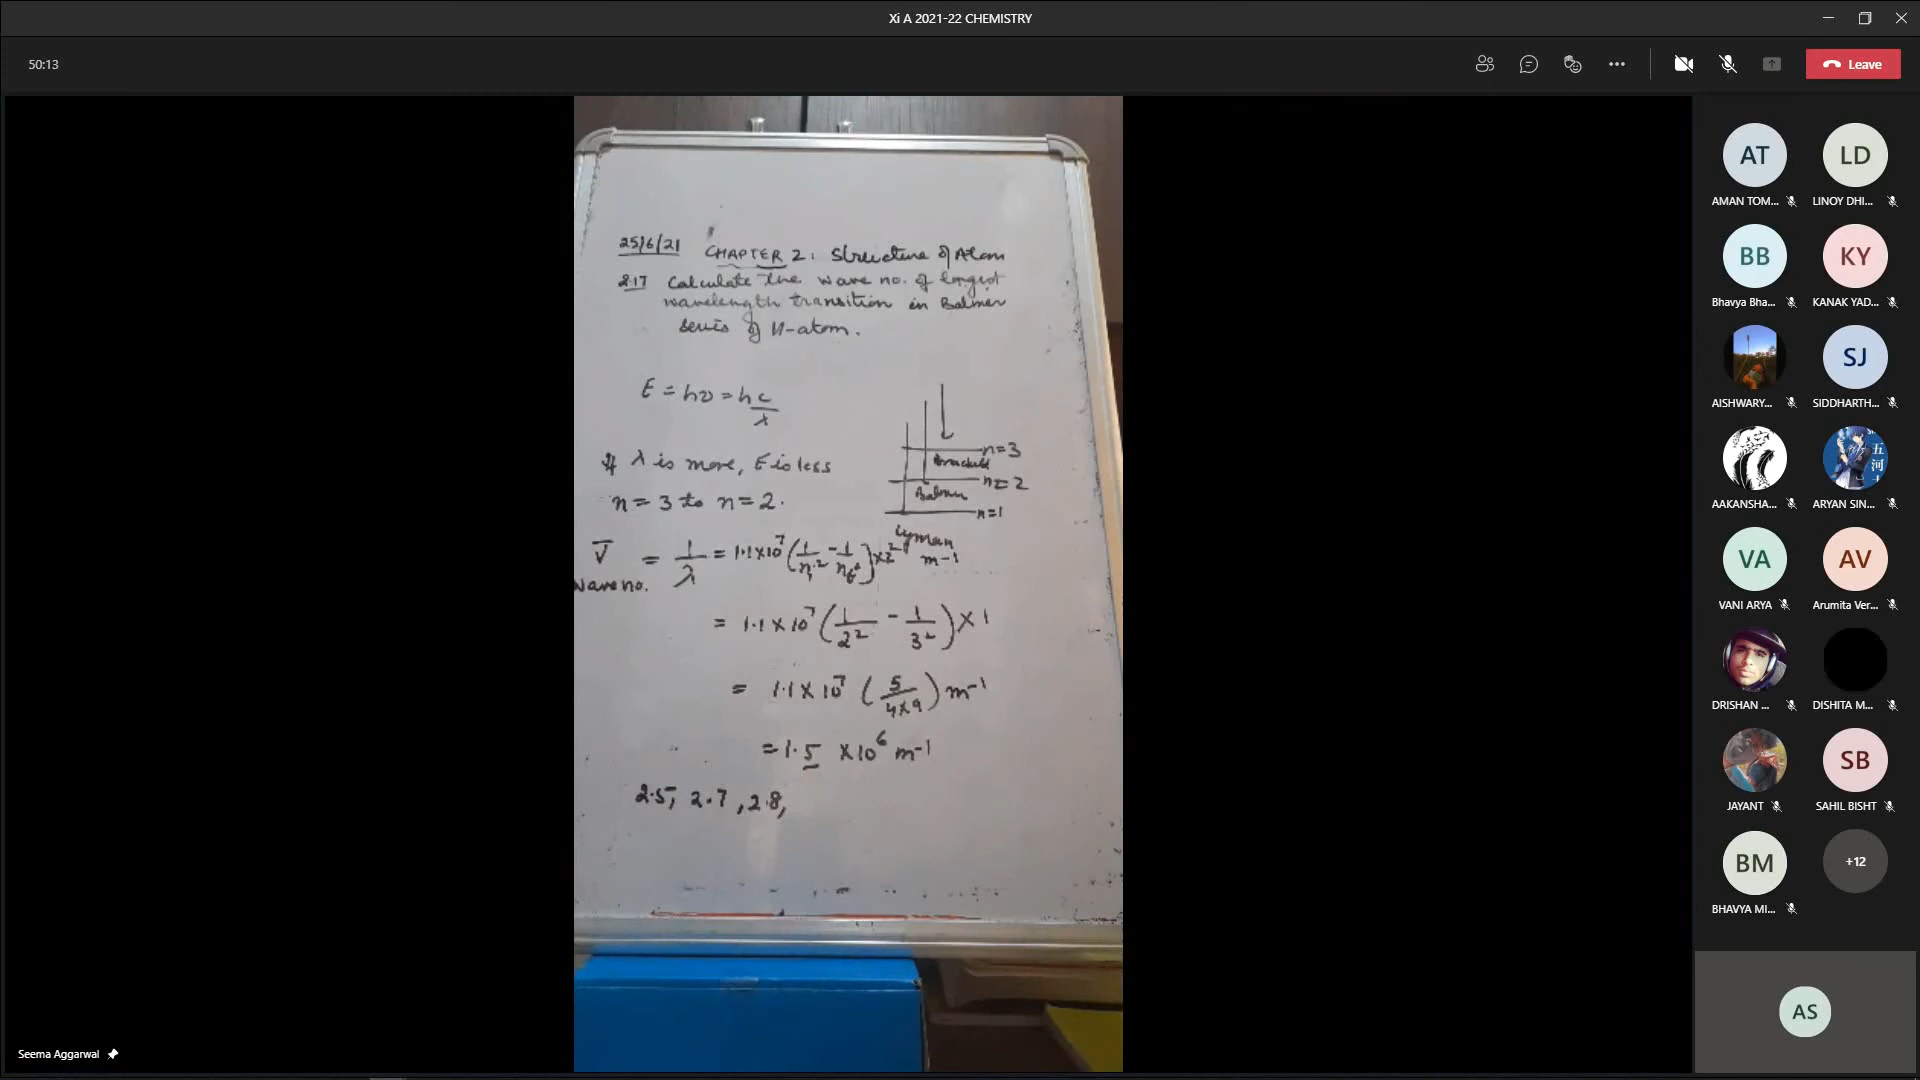 Xi A 2021-22 CHEMISTRY
50:13
Leave
25/6/21 CHAPTER 2: Structure of Atom
2.17 Calculate the wave no. of longest
wavelength transition in Balmer
series of H-atom.
E = hν = hc/λ
If λ is more, E is less
n = 3 to n = 2.
n=3
n=2
Balmer
n=1
Lyman
ν̅ = 1/λ = 1.1×10⁷ (1/n₁² - 1/n₂²) × z² m-1
wave no.
= 1.1 × 10⁷ (1/2² - 1/3²) × 1
= 1.1 × 10⁷ (5/4×9) m-1
= 1.5 × 10⁶ m-1
2.5, 2.7, 2.8,
AT
LD
AMAN TOM...
LINOY DHI...
BB
KY
Bhavya Bha...
KANAK YAD...
SJ
AISHWARY...
SIDDHARTH...
五河
AAKANSHA...
ARYAN SIN...
VA
AV
VANI ARYA
Arumita Ver...
DRISHAN ...
DISHITA M...
SB
JAYANT
SAHIL BISHT
BM
+12
BHAVYA MI...
AS
Seema Aggarwal